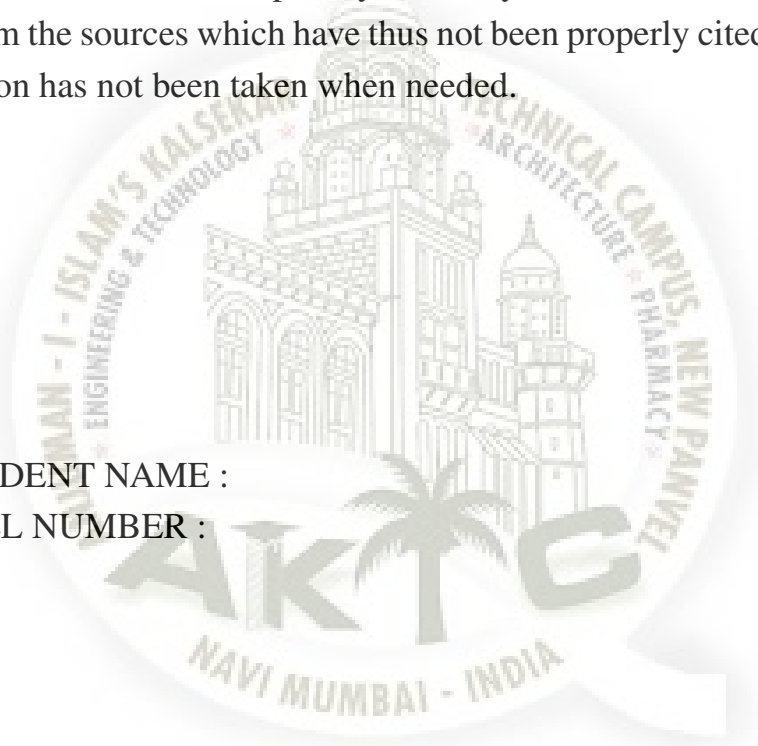 m the sources which have thus not been properly cited
on has not been taken when needed.
ANJUMAN - I - ISLAM'S KALSEKAR TECHNICAL CAMPUS, NEW PANVEL
ENGINEERING & TECHNOLOGY * ARCHITECTURE * PHARMACY
DENT NAME :
L NUMBER :
AKTC
NAVI MUMBAI - INDIA